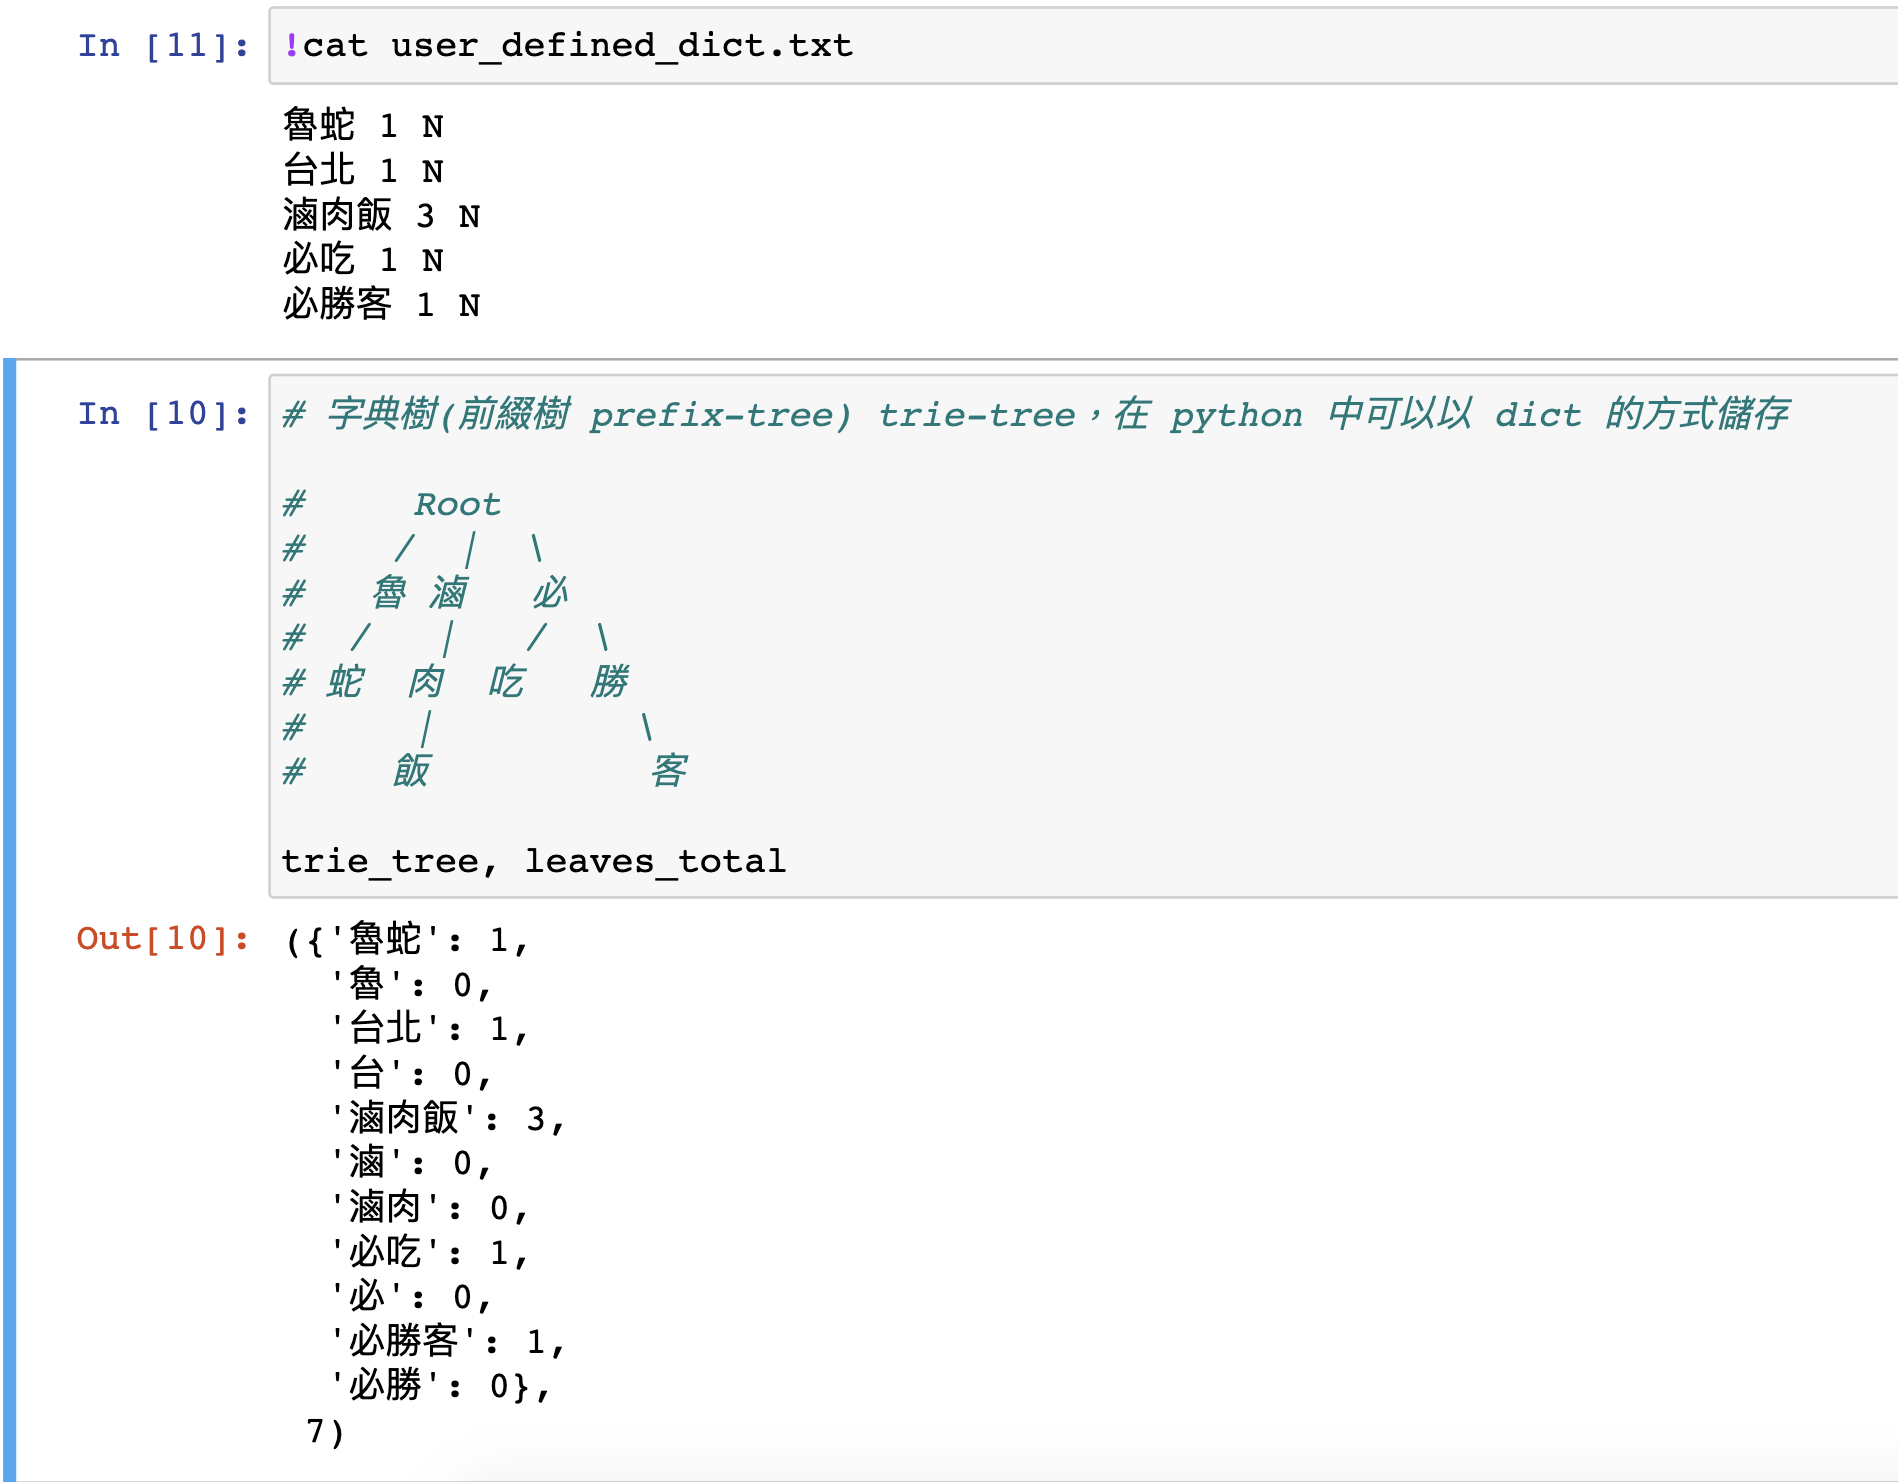 In [11]: !cat user_defined_dict.txt
魯蛇 1 N
台北 1 N
滷肉飯 3 N
必吃 1 N
必勝客 1 N
In [10]: # 字典樹(前綴樹 prefix-tree) trie-tree，在 python 中可以以 dict 的方式儲存
#     Root
#    /  |  \
#   魯 滷   必
#  /   |   /  \
# 蛇  肉  吃   勝
#     |         \
#    飯          客
trie_tree, leaves_total
Out[10]: ({'魯蛇': 1,
'魯': 0,
'台北': 1,
'台': 0,
'滷肉飯': 3,
'滷': 0,
'滷肉': 0,
'必吃': 1,
'必': 0,
'必勝客': 1,
'必勝': 0},
7)